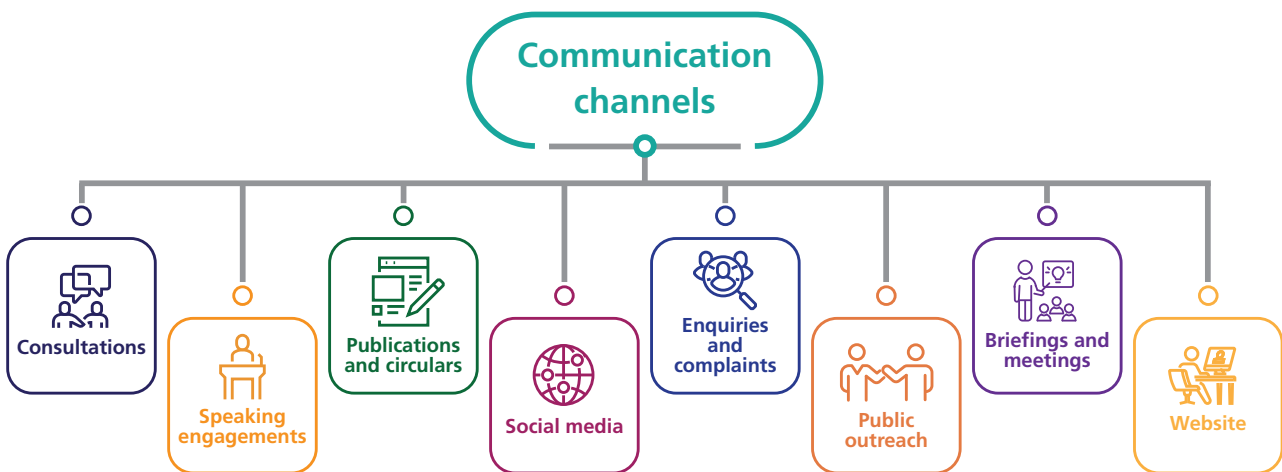 Communication
channels
Consultations
Speaking
engagements
Publications
and circulars
Social media
Enquiries
and
complaints
Public
outreach
Briefings and
meetings
Website